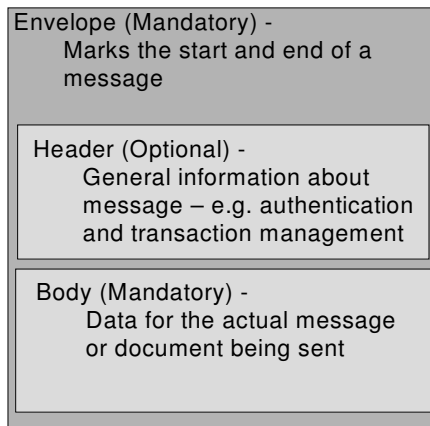 Envelope (Mandatory) -
Marks the start and end of a
message
Header (Optional) -
General information about
message – e.g. authentication
and transaction management
Body (Mandatory) -
Data for the actual message
or document being sent